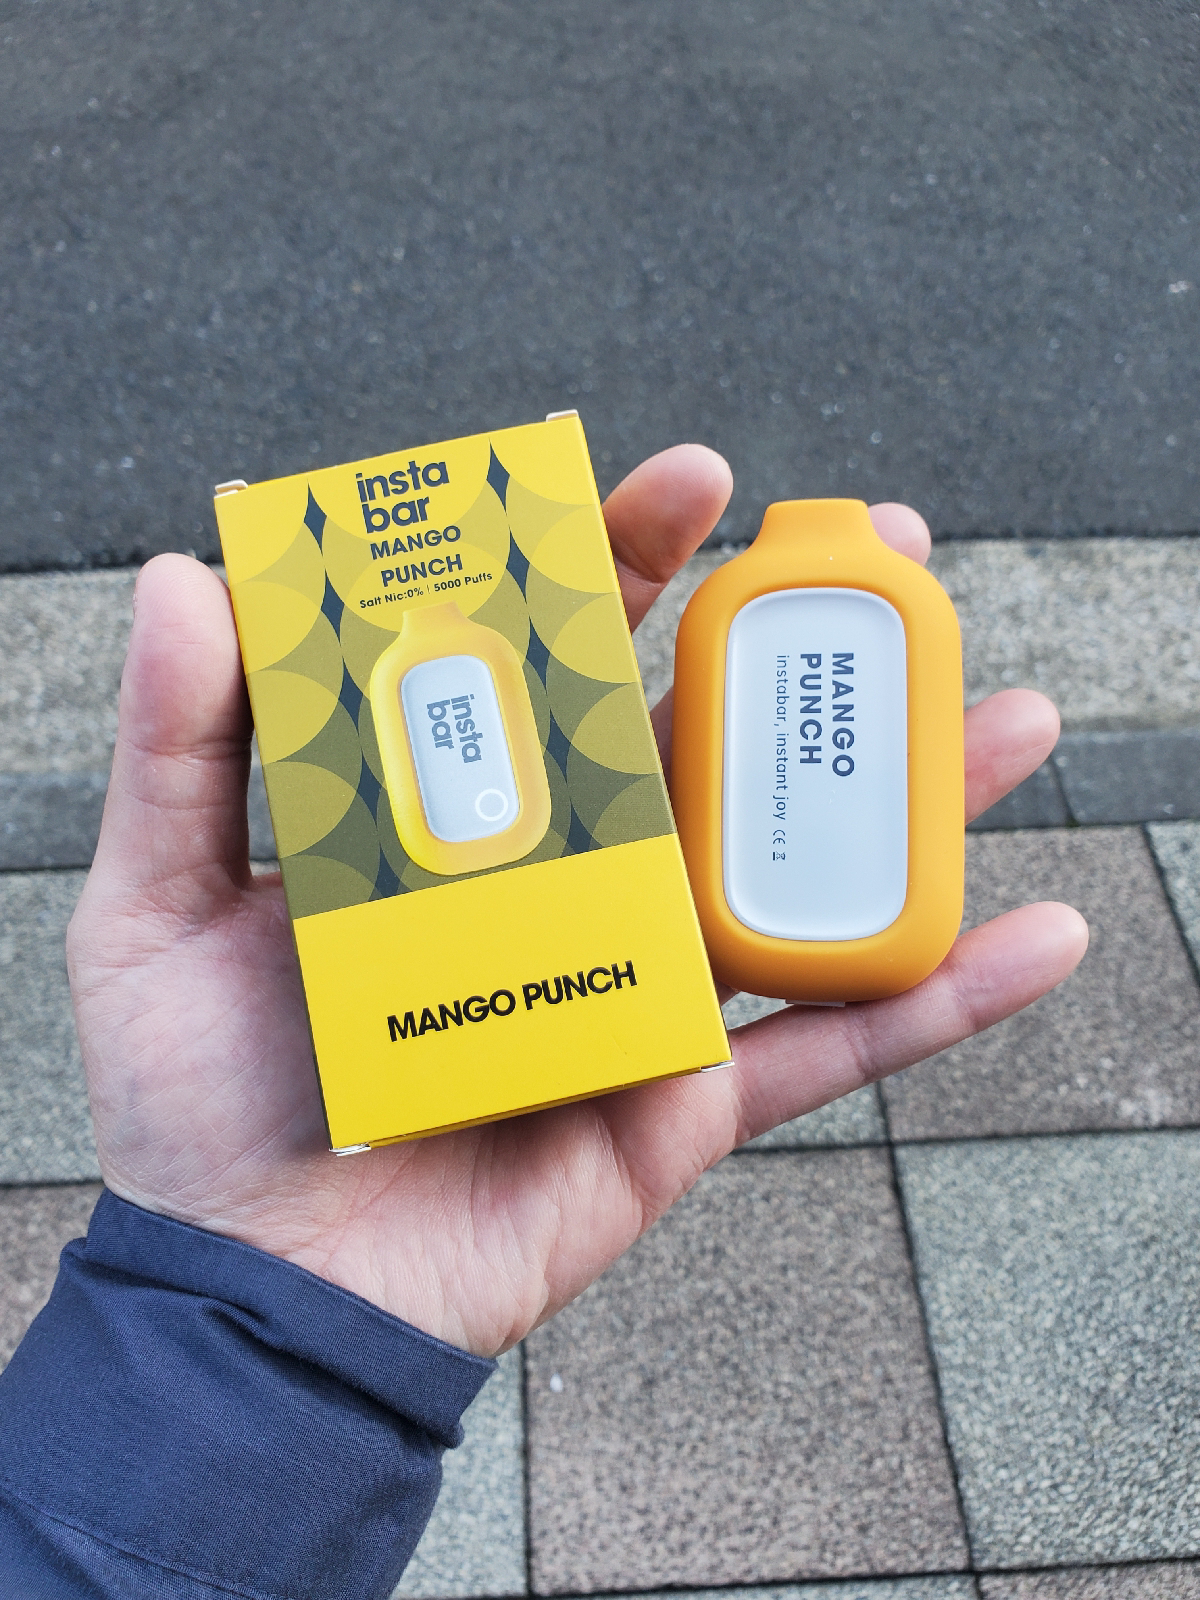 insta
bar
MANGO
PUNCH
Salt Nic:0% | 5000 Puffs
insta
bar
MANGO PUNCH
MANGO
PUNCH
instabar, instant joy CE